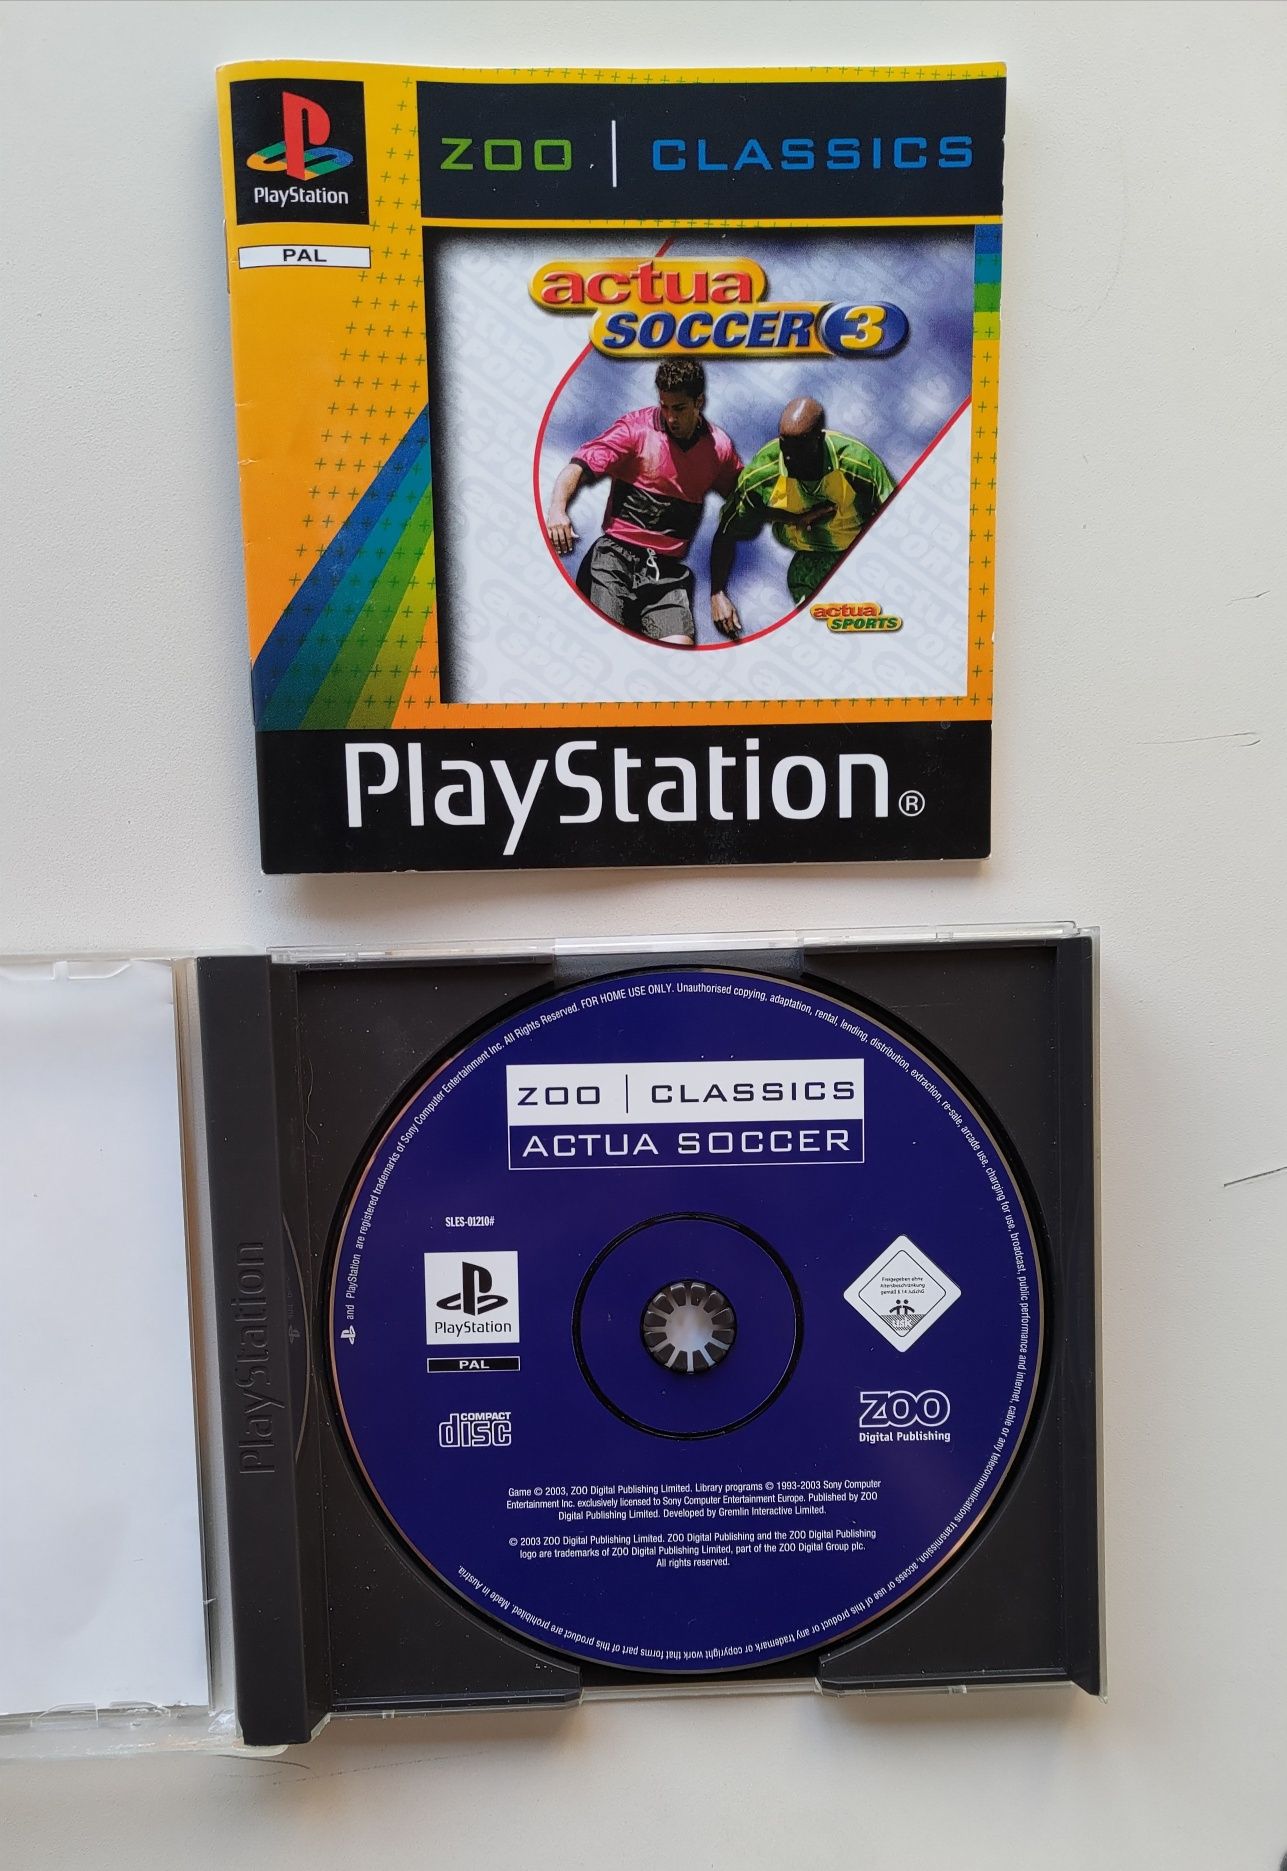 PlayStation
PAL
ZOO | CLASSICS
actua
SOCCER 3
actua
SPORTS
PlayStation®
PlayStation
and PlayStation are registered trademarks of Sony Computer Entertainment Inc. All Rights Reserved. FOR HOME USE ONLY. Unauthorised copying, adaptation, rental, lending, distribution, extraction, re-sale, arcade use, charging for use, broadcast, public performance and internet, cable or any telecommunications transmission, access or use of this product or any trademark or copyright work that forms part of this product are prohibited. Made in Austria.
ZOO | CLASSICS
ACTUA SOCCER
SLES-01210#
PlayStation
PAL
COMPACT
disc
Freigegeben ohne
Altersbeschränkung
gemäß § 14 JuSchG
USK
ZOO
Digital Publishing
Game © 2003, ZOO Digital Publishing Limited. Library programs © 1993-2003 Sony Computer
Entertainment Inc. exclusively licensed to Sony Computer Entertainment Europe. Published by ZOO
Digital Publishing Limited. Developed by Gremlin Interactive Limited.
© 2003 ZOO Digital Publishing Limited. ZOO Digital Publishing and the ZOO Digital Publishing
logo are trademarks of ZOO Digital Publishing Limited, part of the ZOO Digital Group plc.
All rights reserved.